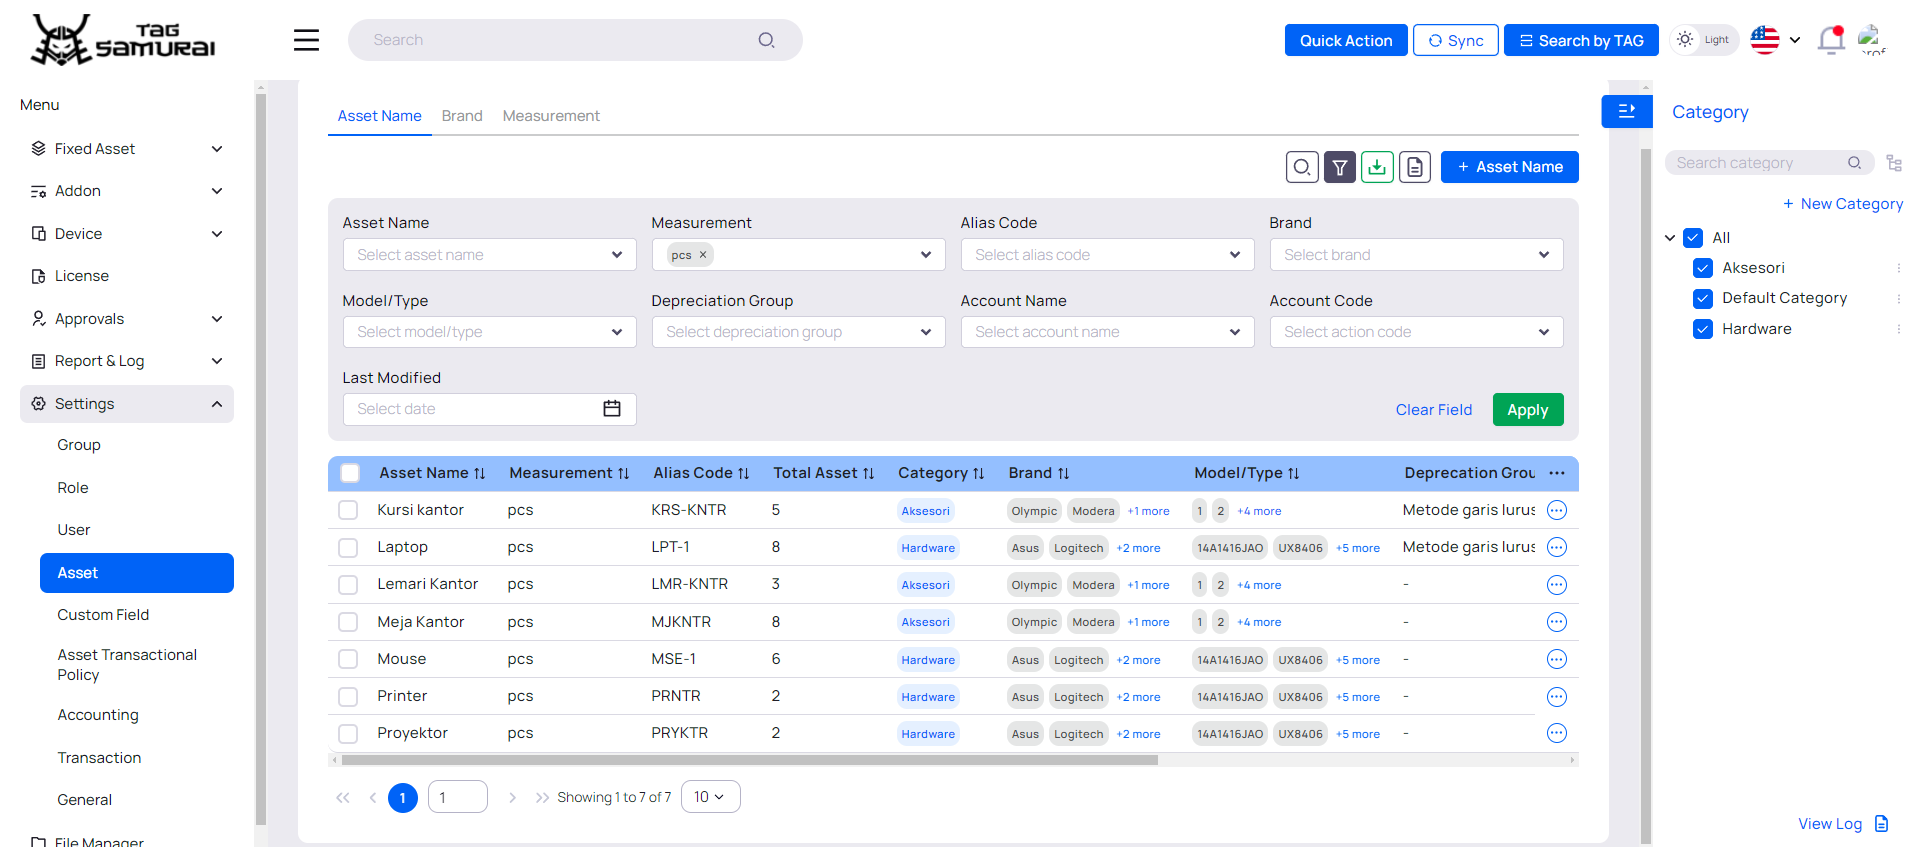 TAG SAMURAI
Search
Quick Action
Sync
Search by TAG
Light
prof
Menu
Fixed Asset
Addon
Device
License
Approvals
Report & Log
Settings
Group
Role
User
Asset
Custom Field
Asset Transactional
Policy
Accounting
Transaction
General
File Manager
Asset Name Brand Measurement
+ Asset Name
Asset Name Measurement Alias Code Brand
Select asset name pcs × Select alias code Select brand
Model/Type Depreciation Group Account Name Account Code
Select model/type Select depreciation group Select account name Select action code
Last Modified
Select date Clear Field Apply
Asset Name Measurement Alias Code Total Asset Category Brand Model/Type Deprecation Grou ...
Kursi kantor pcs KRS-KNTR 5 Aksesori Olympic Modera +1 more 1 2 +4 more Metode garis lurus
Laptop pcs LPT-1 8 Hardware Asus Logitech +2 more 14A1416JAO UX8406 +5 more Metode garis lurus
Lemari Kantor pcs LMR-KNTR 3 Aksesori Olympic Modera +1 more 1 2 +4 more -
Meja Kantor pcs MJKNTR 8 Aksesori Olympic Modera +1 more 1 2 +4 more -
Mouse pcs MSE-1 6 Hardware Asus Logitech +2 more 14A1416JAO UX8406 +5 more -
Printer pcs PRNTR 2 Hardware Asus Logitech +2 more 14A1416JAO UX8406 +5 more -
Proyektor pcs PRYKTR 2 Hardware Asus Logitech +2 more 14A1416JAO UX8406 +5 more -
1 1 Showing 1 to 7 of 7 10
Category
Search category
+ New Category
All
Aksesori
Default Category
Hardware
View Log